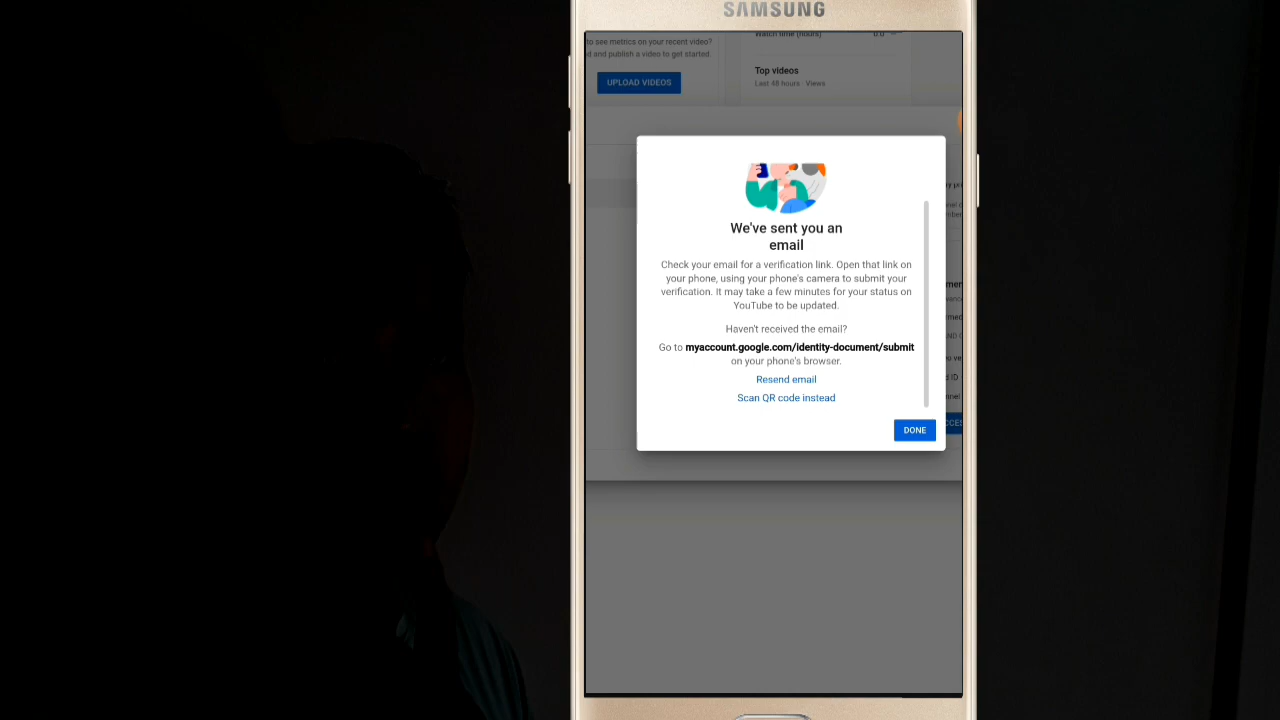 SAMSUNG
to see metrics on your recent video?
Watch time (hours) 0.0 —
d and publish a video to get started.
UPLOAD VIDEOS
Top videos
Last 48 hours · Views
We've sent you an
email
Check your email for a verification link. Open that link on
your phone, using your phone's camera to submit your
verification. It may take a few minutes for your status on
YouTube to be updated.
Haven't received the email?
Go to myaccount.google.com/identity-document/submit
on your phone's browser.
Resend email
Scan QR code instead
DONE